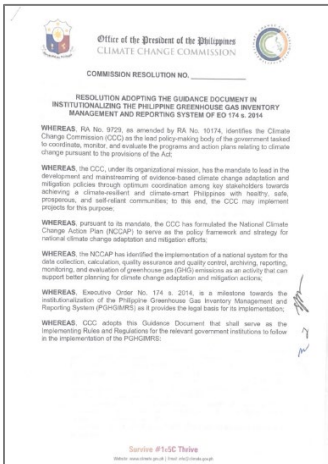 Office of the President of the Philippines
CLIMATE CHANGE COMMISSION
COMMISSION RESOLUTION NO. ____________
RESOLUTION ADOPTING THE GUIDANCE DOCUMENT IN
INSTITUTIONALIZING THE PHILIPPINE GREENHOUSE GAS INVENTORY
MANAGEMENT AND REPORTING SYSTEM OF EO 174 s. 2014
WHEREAS, RA No. 9729, as amended by RA No. 10174, identifies the Climate
Change Commission (CCC) as the lead policy-making body of the government tasked
to coordinate, monitor, and evaluate the programs and action plans relating to climate
change pursuant to the provisions of the Act;
WHEREAS, the CCC, under its organizational mission, has the mandate to lead in the
development and mainstreaming of evidence-based climate change adaptation and
mitigation policies through optimum coordination among key stakeholders towards
achieving a climate-resilient and climate-smart Philippines with healthy, safe,
prosperous, and self-reliant communities; to this end, the CCC may implement
projects for this purpose;
WHEREAS, pursuant to its mandate, the CCC has formulated the National Climate
Change Action Plan (NCCAP) to serve as the policy framework and strategy for
national climate change adaptation and mitigation efforts;
WHEREAS, the NCCAP has identified the implementation of a national system for the
data collection, calculation, quality assurance and quality control, archiving, reporting,
monitoring, and evaluation of greenhouse gas (GHG) emissions as an activity that can
support better planning for climate change adaptation and mitigation actions;
WHEREAS, Executive Order No. 174 s. 2014, is a milestone towards the
institutionalization of the Philippine Greenhouse Gas Inventory Management and
Reporting System (PGHGIMRS) as it provides the legal basis for its implementation;
WHEREAS, CCC adopts this Guidance Document that shall serve as the
Implementing Rules and Regulations for the relevant government institutions to follow
in the implementation of the PGHGIMRS;
Survive #1o5C Thrive
Website: www.climate.gov.ph | Email: info@climate.gov.ph